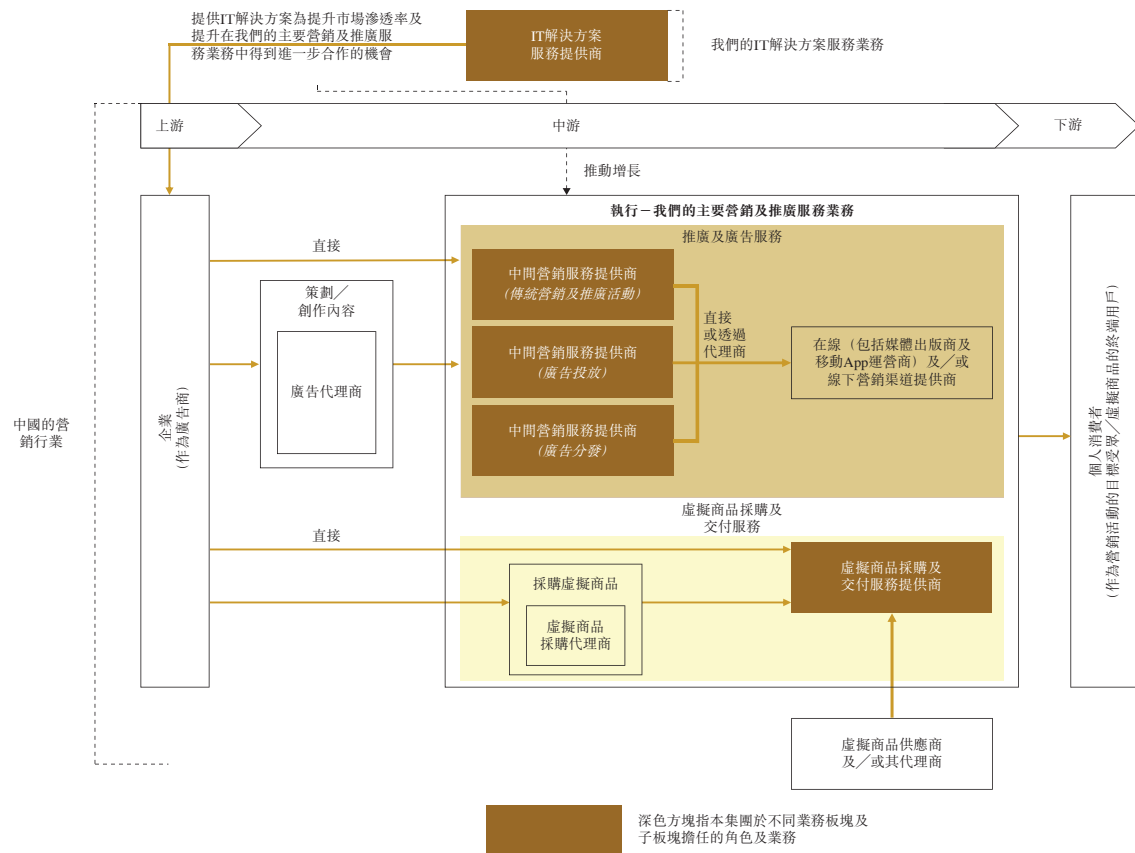 提供IT解決方案為提升市場滲透率及
提升在我們的主要營銷及推廣服
務業務中得到進一步合作的機會
IT解決方案
服務提供商
我們的IT解決方案服務業務
上游
中游
下游
推動增長
中國的營
銷行業
企業
（作為廣告商）
直接
策劃／
創作內容
廣告代理商
執行－我們的主要營銷及推廣服務業務
推廣及廣告服務
中間營銷服務提供商
（傳統營銷及推廣活動）
中間營銷服務提供商
（廣告投放）
中間營銷服務提供商
（廣告分發）
直接
或透過
代理商
在線（包括媒體出版商及
移動App運營商）及／或
線下營銷渠道提供商
虛擬商品採購及
交付服務
直接
採購虛擬商品
虛擬商品
採購代理商
虛擬商品採購及
交付服務提供商
個人消費者
（作為營銷活動的目標受眾／虛擬商品的終端用戶）
虛擬商品供應商
及／或其代理商
深色方塊指本集團於不同業務板塊及
子板塊擔任的角色及業務